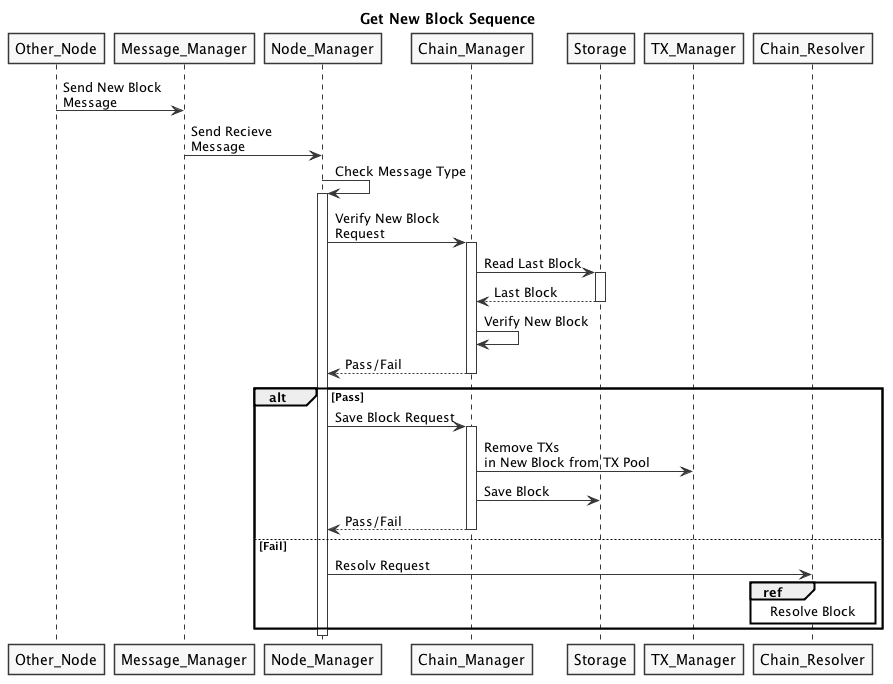 Get New Block Sequence
Other_Node
Message_Manager
Node_Manager
Chain_Manager
Storage
TX_Manager
Chain_Resolver
Send New Block
Message
Send Recieve
Message
Check Message Type
Verify New Block
Request
Read Last Block
Last Block
Verify New Block
Pass/Fail
alt
[Pass]
Save Block Request
Remove TXs
in New Block from TX Pool
Save Block
Pass/Fail
[Fail]
Resolv Request
ref
Resolve Block
Other_Node
Message_Manager
Node_Manager
Chain_Manager
Storage
TX_Manager
Chain_Resolver